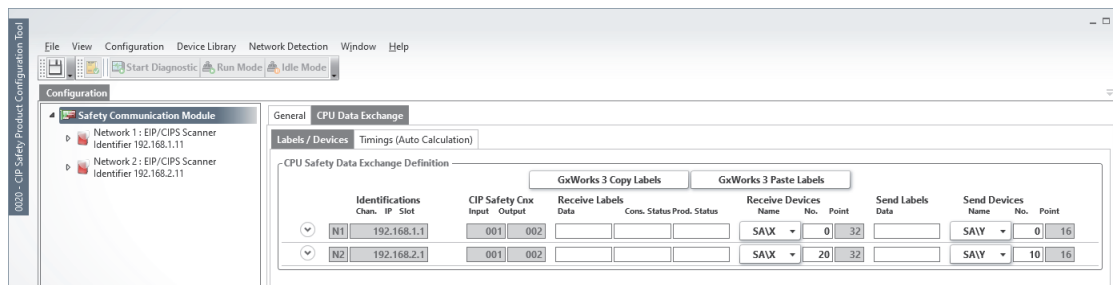 0020 - CIP Safety Product Configuration Tool
File View Configuration Device Library Network Detection Window Help
Start Diagnostic Run Mode Idle Mode
Configuration
Safety Communication Module
Network 1 : EIP/CIPS Scanner
Identifier 192.168.1.11
Network 2 : EIP/CIPS Scanner
Identifier 192.168.2.11
General CPU Data Exchange
Labels / Devices Timings (Auto Calculation)
CPU Safety Data Exchange Definition
GxWorks 3 Copy Labels GxWorks 3 Paste Labels
Identifications CIP Safety Cnx Receive Labels Receive Devices Send Labels Send Devices
Chan. IP Slot Input Output Data Cons. Status Prod. Status Name No. Point Data Name No. Point
N1 192.168.1.1 001 002 SA\X 0 32 SA\Y 0 16
N2 192.168.2.1 001 002 SA\X 20 32 SA\Y 10 16